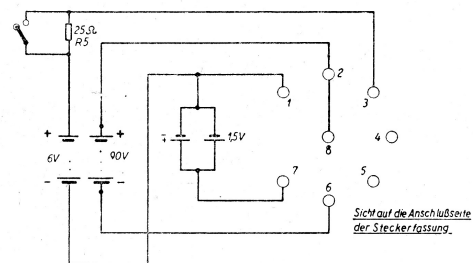 25Ω
R5
2
1
3
+ +
- +
1,5V
8
4
6V
90V
- -
7
5
6
Sicht auf die Anschlußseite
der Steckerfassung